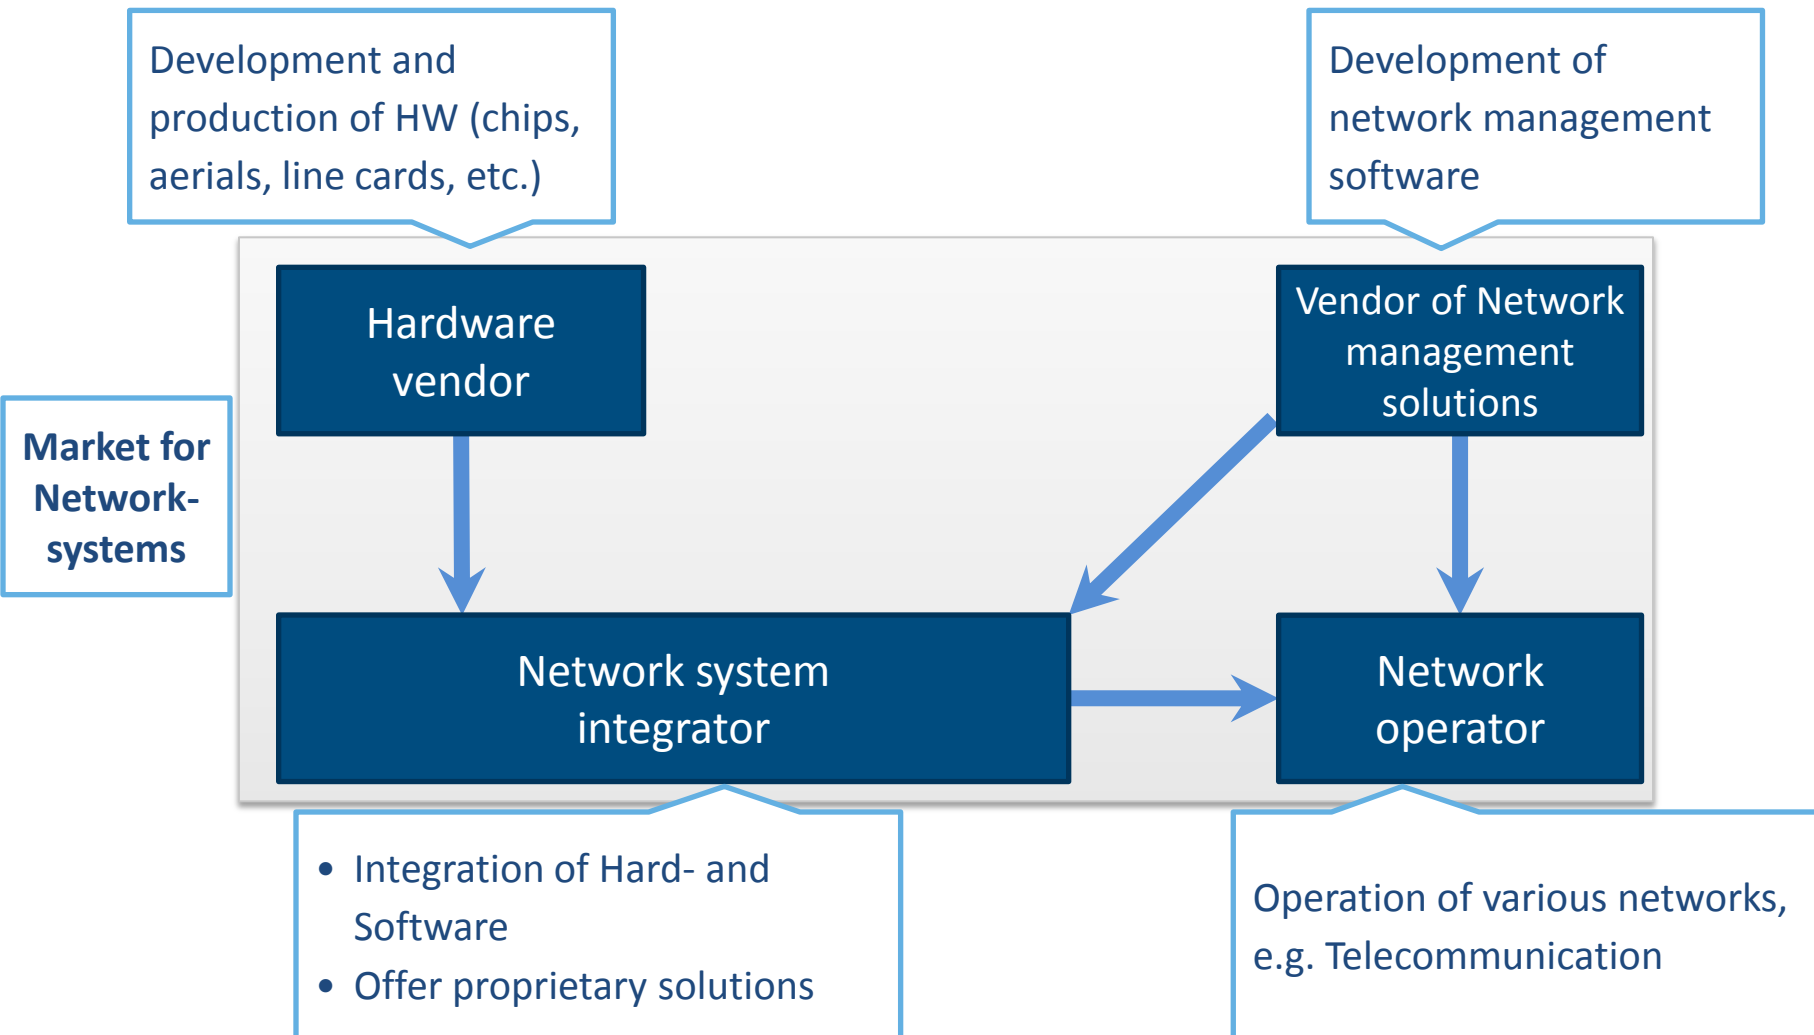 Development and
production of HW (chips,
aerials, line cards, etc.)
Development of
network management
software
Hardware
vendor
Vendor of Network
management
solutions
Market for
Network-
systems
Network system
integrator
Network
operator
• Integration of Hard- and
Software
• Offer proprietary solutions
Operation of various networks,
e.g. Telecommunication